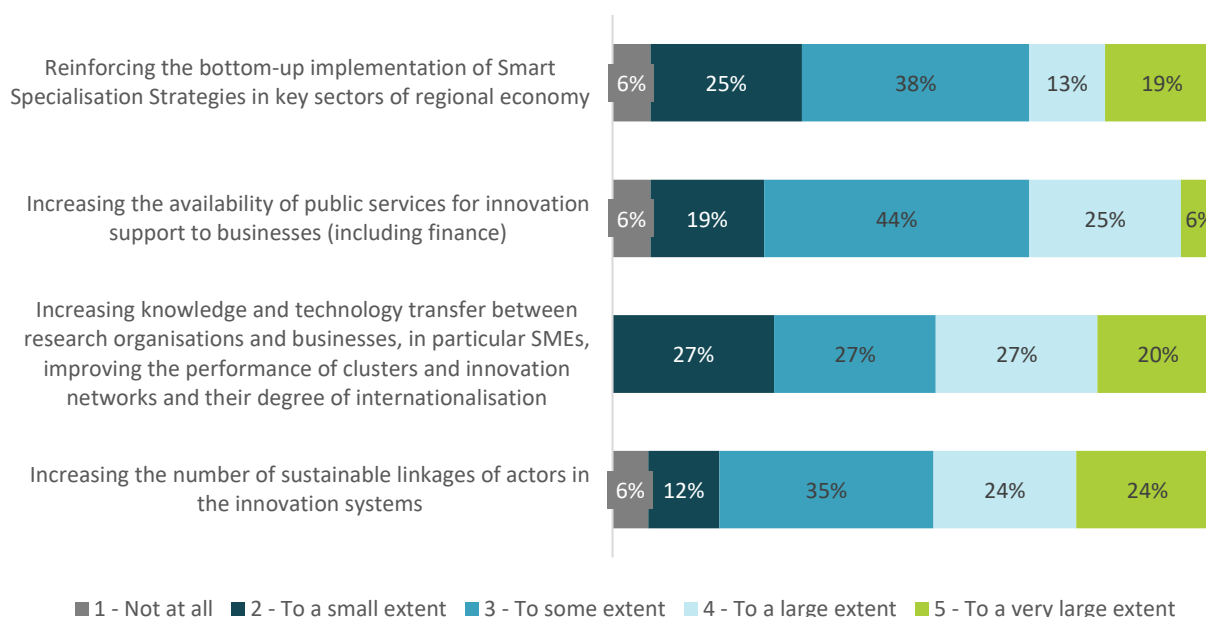 Reinforcing the bottom-up implementation of Smart
Specialisation Strategies in key sectors of regional economy
6% 25% 38% 13% 19%
Increasing the availability of public services for innovation
support to businesses (including finance)
6% 19% 44% 25% 6%
Increasing knowledge and technology transfer between
research organisations and businesses, in particular SMEs,
improving the performance of clusters and innovation
networks and their degree of internationalisation
27% 27% 27% 20%
Increasing the number of sustainable linkages of actors in
the innovation systems
6% 12% 35% 24% 24%
1 - Not at all 2 - To a small extent 3 - To some extent 4 - To a large extent 5 - To a very large extent